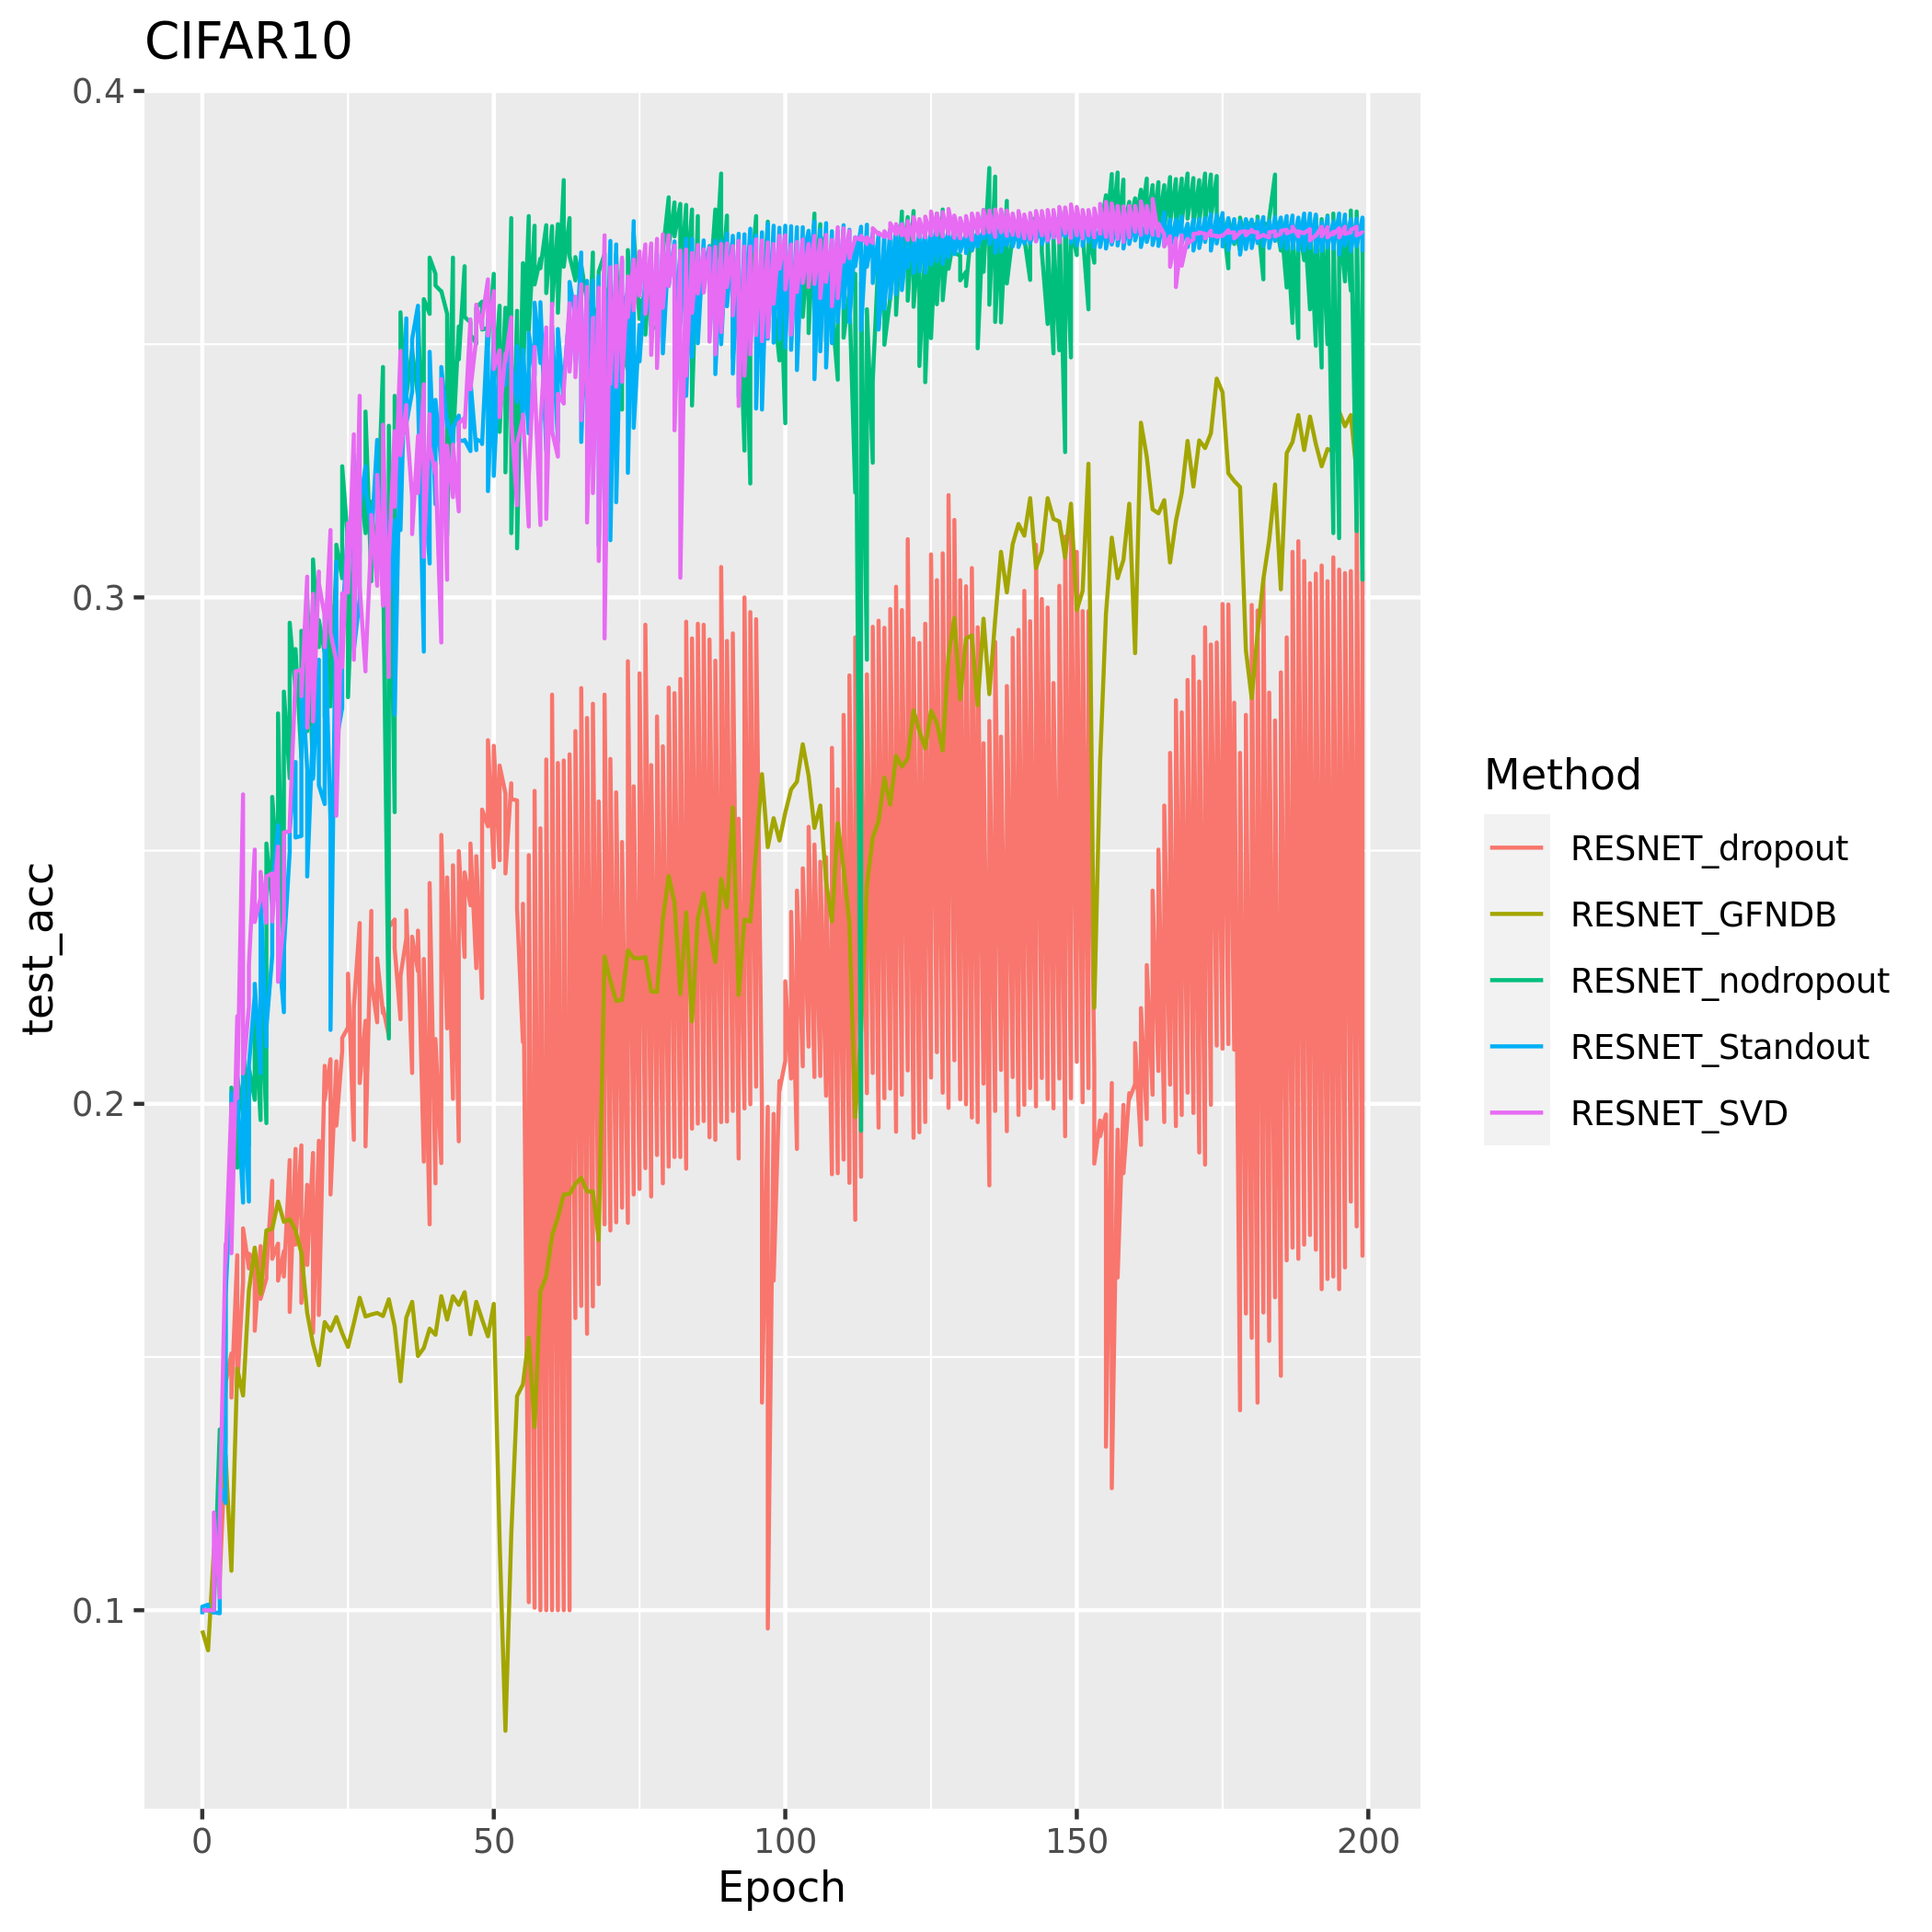 CIFAR10
0.4
0.3
0.2
0.1
test_acc
0
50
100
150
200
Epoch
Method
RESNET_dropout
RESNET_GFNDB
RESNET_nodropout
RESNET_Standout
RESNET_SVD